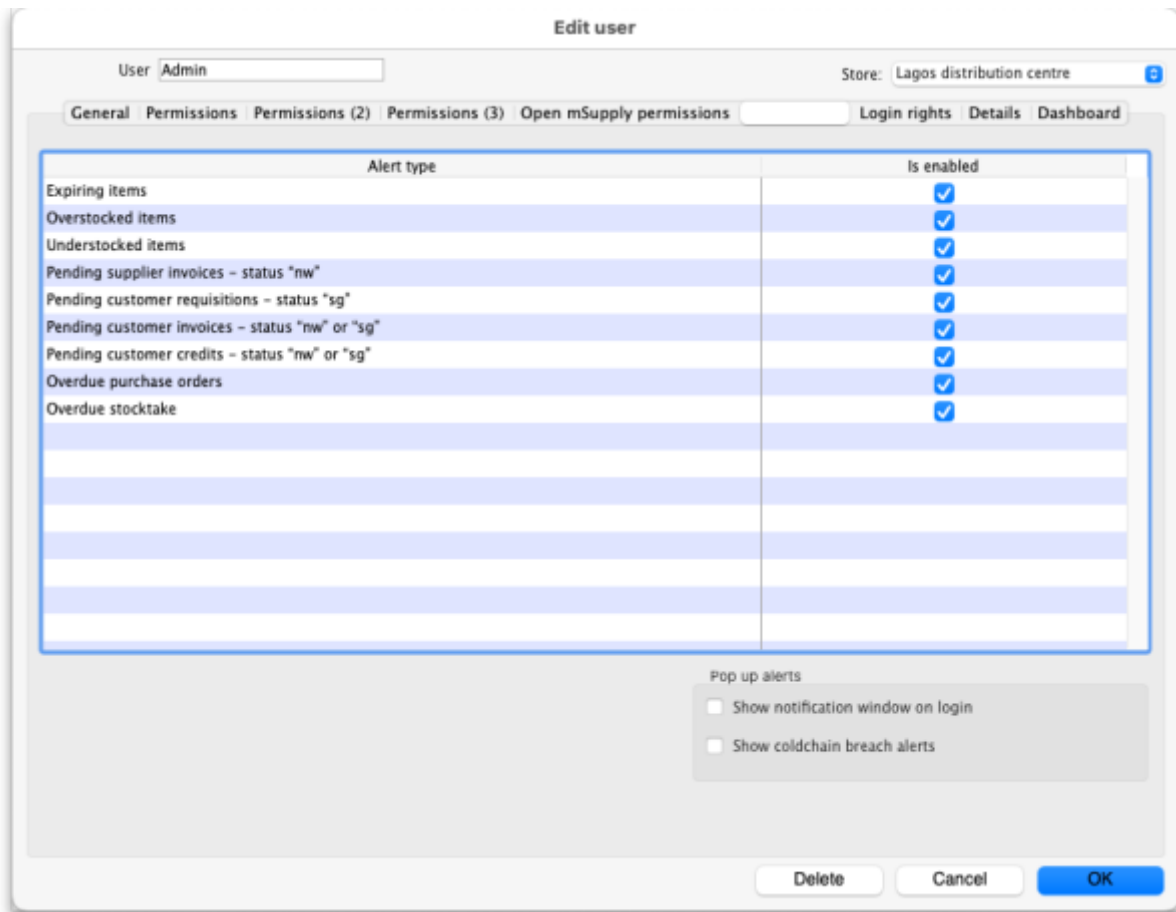 Edit user
User Admin Store: Lagos distribution centre
General Permissions Permissions (2) Permissions (3) Open mSupply permissions Login rights Details Dashboard
Alert type Is enabled
Expiring items
Overstocked items
Understocked items
Pending supplier invoices – status “nw”
Pending customer requisitions – status “sg”
Pending customer invoices – status “nw” or “sg”
Pending customer credits – status “nw” or “sg”
Overdue purchase orders
Overdue stocktake
Pop up alerts
Show notification window on login
Show coldchain breach alerts
Delete Cancel OK